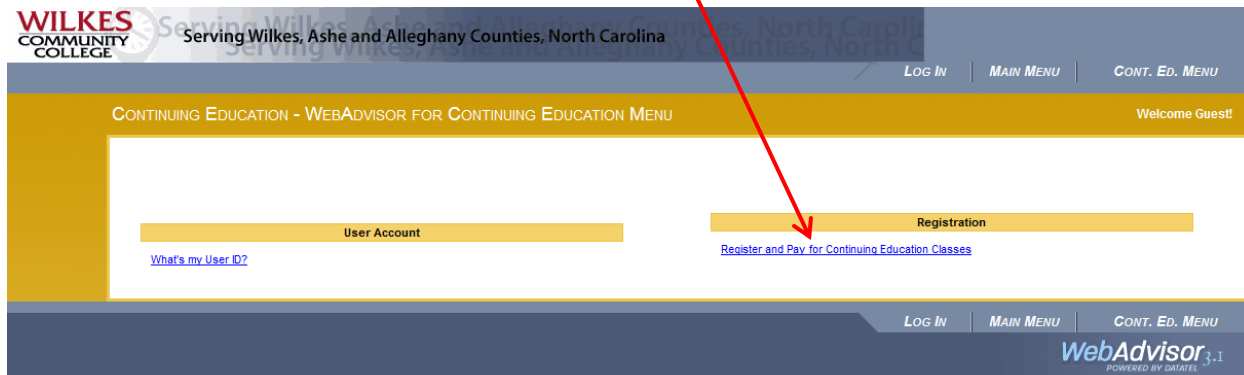 WILKES
COMMUNITY
COLLEGE
Serving Wilkes, Ashe and Alleghany Counties, North Carolina
LOG IN MAIN MENU CONT. ED. MENU
CONTINUING EDUCATION - WEBADVISOR FOR CONTINUING EDUCATION MENU Welcome Guest!
User Account
What's my User ID?
Registration
Register and Pay for Continuing Education Classes
LOG IN MAIN MENU CONT. ED. MENU
WebAdvisor 3.1
POWERED BY DATATEL